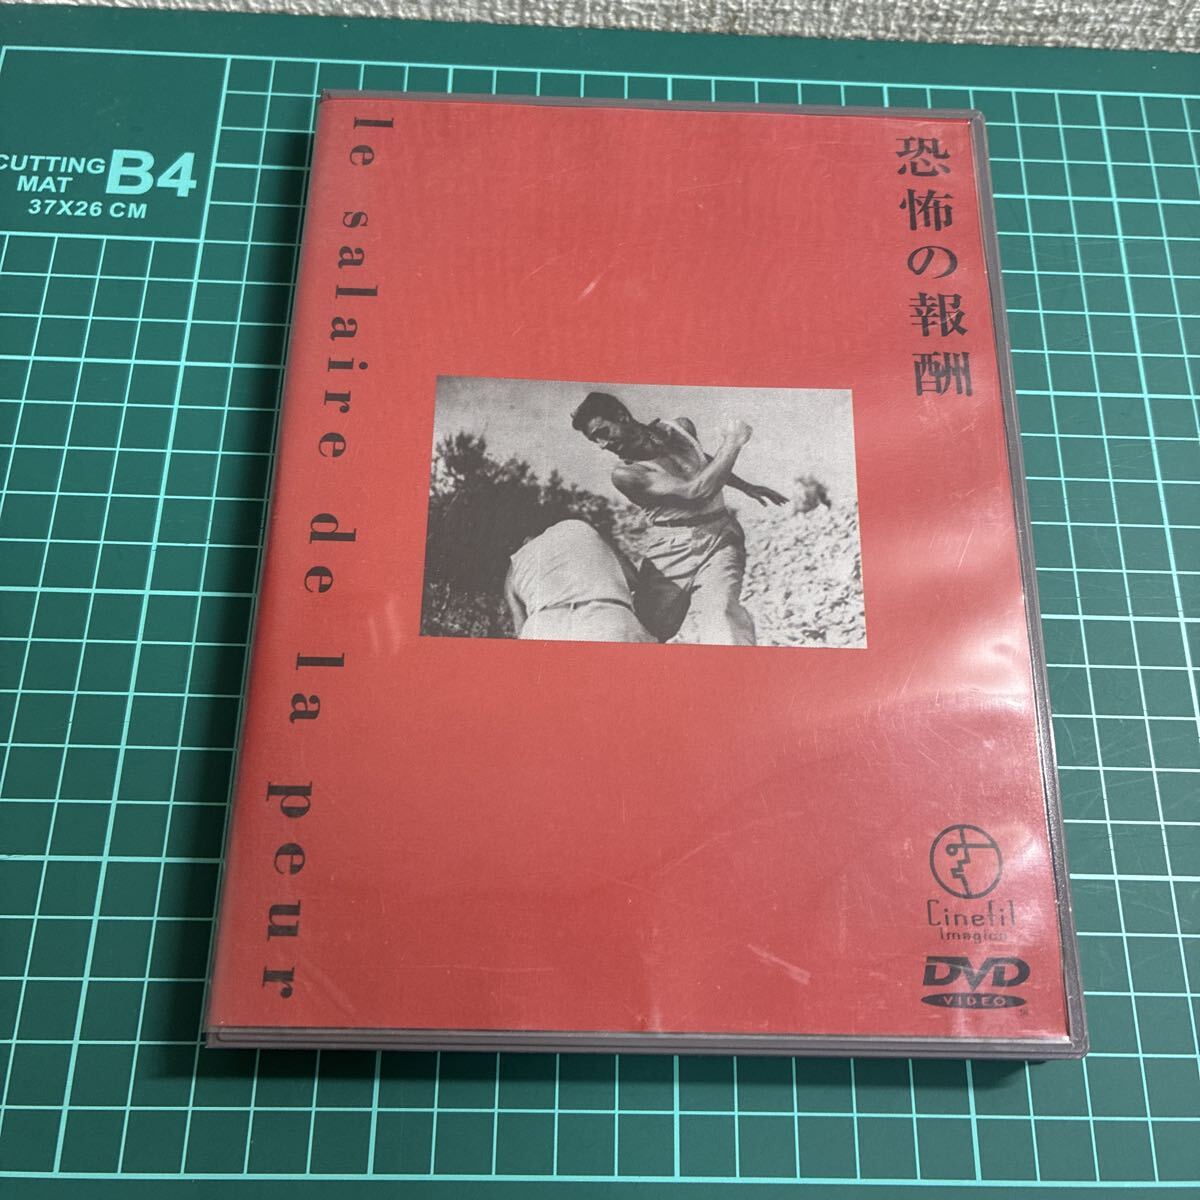 CUTTING
MAT
B4
37X26 CM
le salaire de la peur
恐怖の報酬
Cinefil
Imagica
DVD
VIDEO